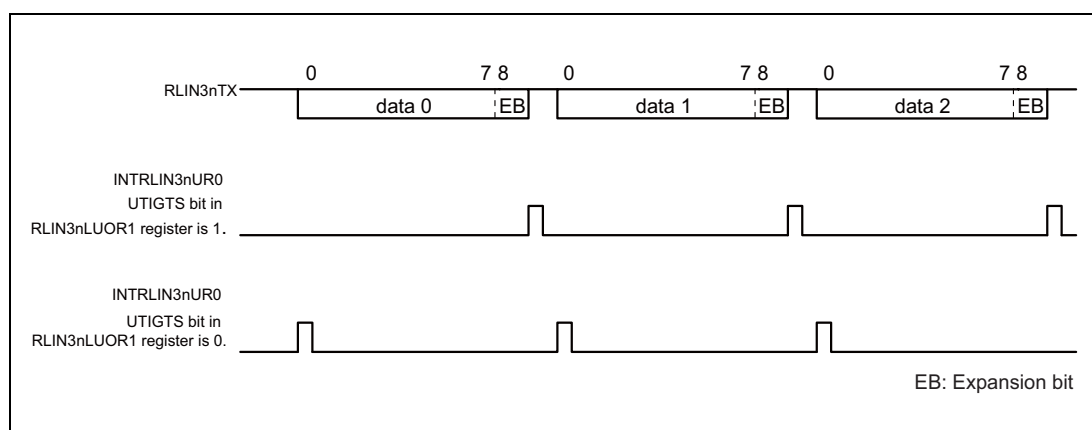 0 7 8 0 7 8 0 7 8
RLIN3nTX
data 0 EB data 1 EB data 2 EB
INTRLIN3nUR0
UTIGTS bit in
RLIN3nLUOR1 register is 1.
INTRLIN3nUR0
UTIGTS bit in
RLIN3nLUOR1 register is 0.
EB: Expansion bit